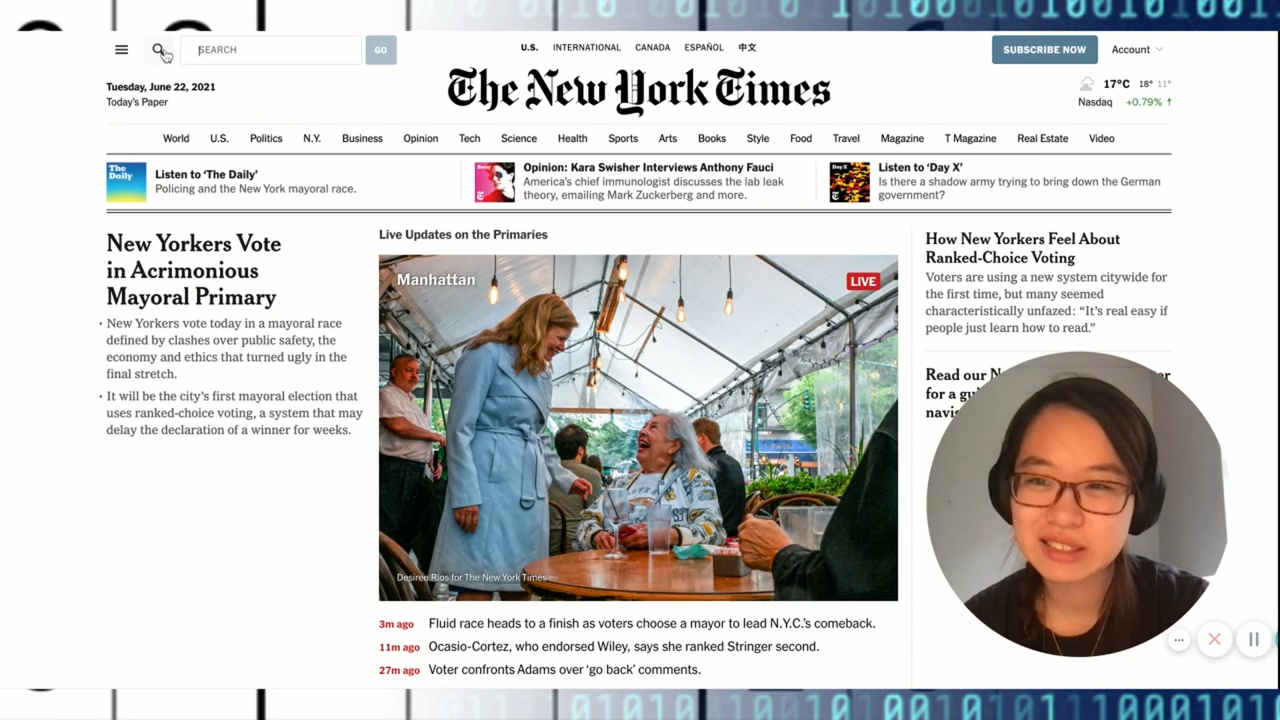 SEARCH
GO
U.S. INTERNATIONAL CANADA ESPAÑOL 中文
SUBSCRIBE NOW
Account
Tuesday, June 22, 2021
Today's Paper
The New York Times
17°C 18° 11°
Nasdaq +0.79% ↑
World U.S. Politics N.Y. Business Opinion Tech Science Health Sports Arts Books Style Food Travel Magazine T Magazine Real Estate Video
The
Daily
Listen to ‘The Daily’
Policing and the New York mayoral race.
Opinion: Kara Swisher Interviews Anthony Fauci
America’s chief immunologist discusses the lab leak
theory, emailing Mark Zuckerberg and more.
Day X
Listen to ‘Day X’
Is there a shadow army trying to bring down the German
government?
New Yorkers Vote
in Acrimonious
Mayoral Primary
• New Yorkers vote today in a mayoral race
defined by clashes over public safety, the
economy and ethics that turned ugly in the
final stretch.
• It will be the city’s first mayoral election that
uses ranked-choice voting, a system that may
delay the declaration of a winner for weeks.
Live Updates on the Primaries
Manhattan
LIVE
Desiree Rios for The New York Times
3m ago Fluid race heads to a finish as voters choose a mayor to lead N.Y.C.’s comeback.
11m ago Ocasio-Cortez, who endorsed Wiley, says she ranked Stringer second.
27m ago Voter confronts Adams over ‘go back’ comments.
How New Yorkers Feel About
Ranked-Choice Voting
Voters are using a new system citywide for
the first time, but many seemed
characteristically unfazed: “It’s real easy if
people just learn how to read.”
Read our
for a